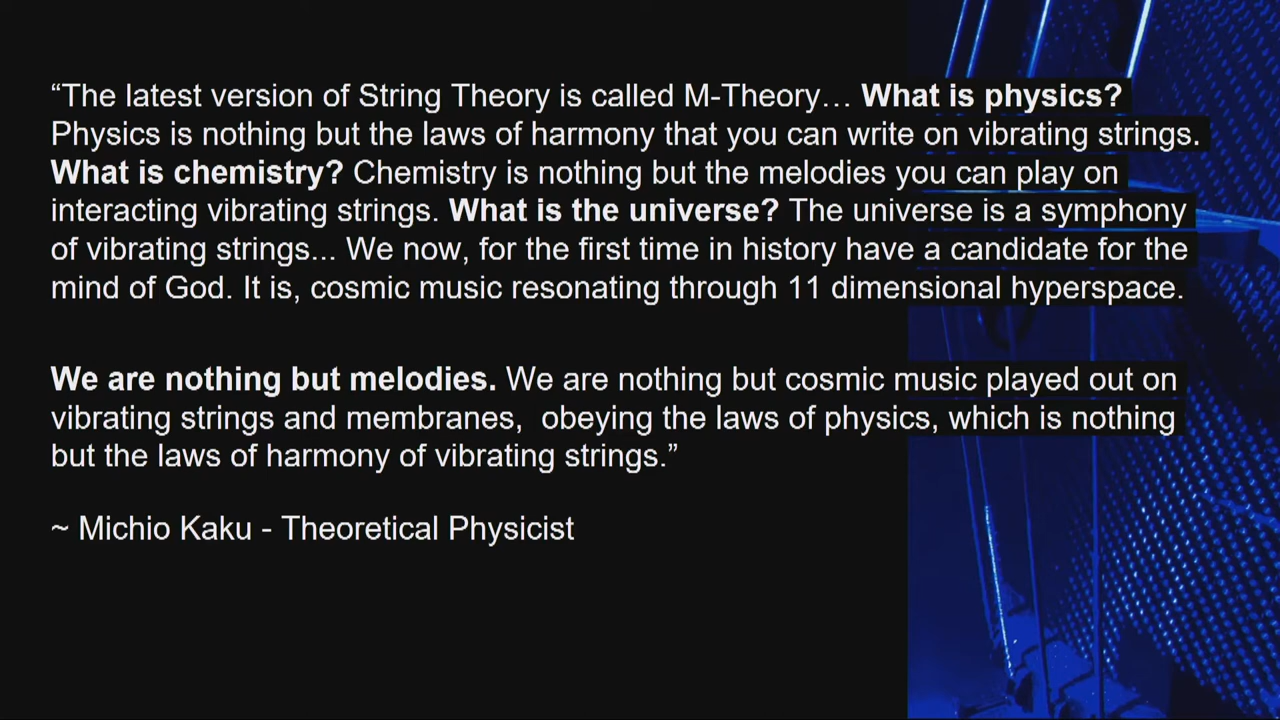 “The latest version of String Theory is called M-Theory… What is physics?
Physics is nothing but the laws of harmony that you can write on vibrating strings.
What is chemistry? Chemistry is nothing but the melodies you can play on
interacting vibrating strings. What is the universe? The universe is a symphony
of vibrating strings... We now, for the first time in history have a candidate for the
mind of God. It is, cosmic music resonating through 11 dimensional hyperspace.
We are nothing but melodies. We are nothing but cosmic music played out on
vibrating strings and membranes,  obeying the laws of physics, which is nothing
but the laws of harmony of vibrating strings.”
~ Michio Kaku - Theoretical Physicist